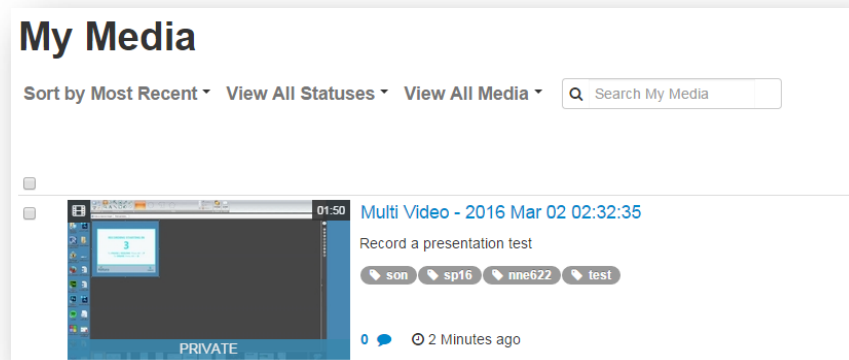 My Media
Sort by Most Recent View All Statuses View All Media Search My Media
01:50 Multi Video - 2016 Mar 02 02:32:35
Record a presentation test
3
son sp16 nne622 test
0 2 Minutes ago
PRIVATE